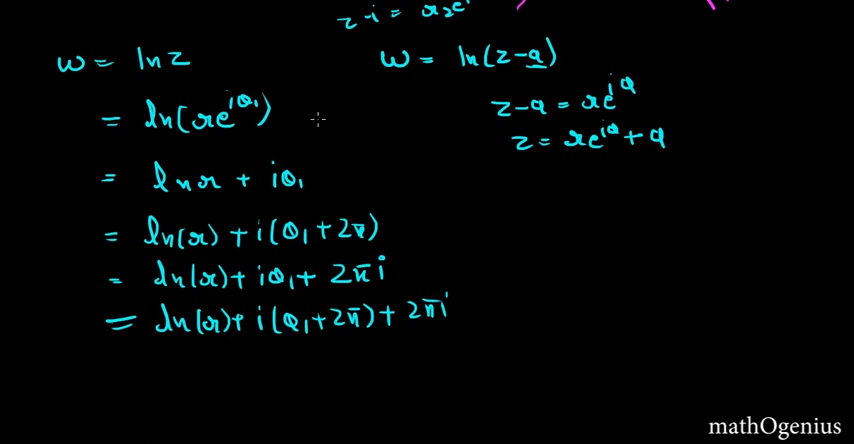 z-i = r₂e^i
w = ln z
= ln(re^iθ₁)
= ln r + iθ₁
= ln(r) + i(θ₁ + 2π)
= ln(r) + iθ₁ + 2πi
= ln(r) + i(θ₁ + 2π) + 2πi
w = ln(z-a)
z-a = re^iθ
z = re^iθ + a
mathOgenius